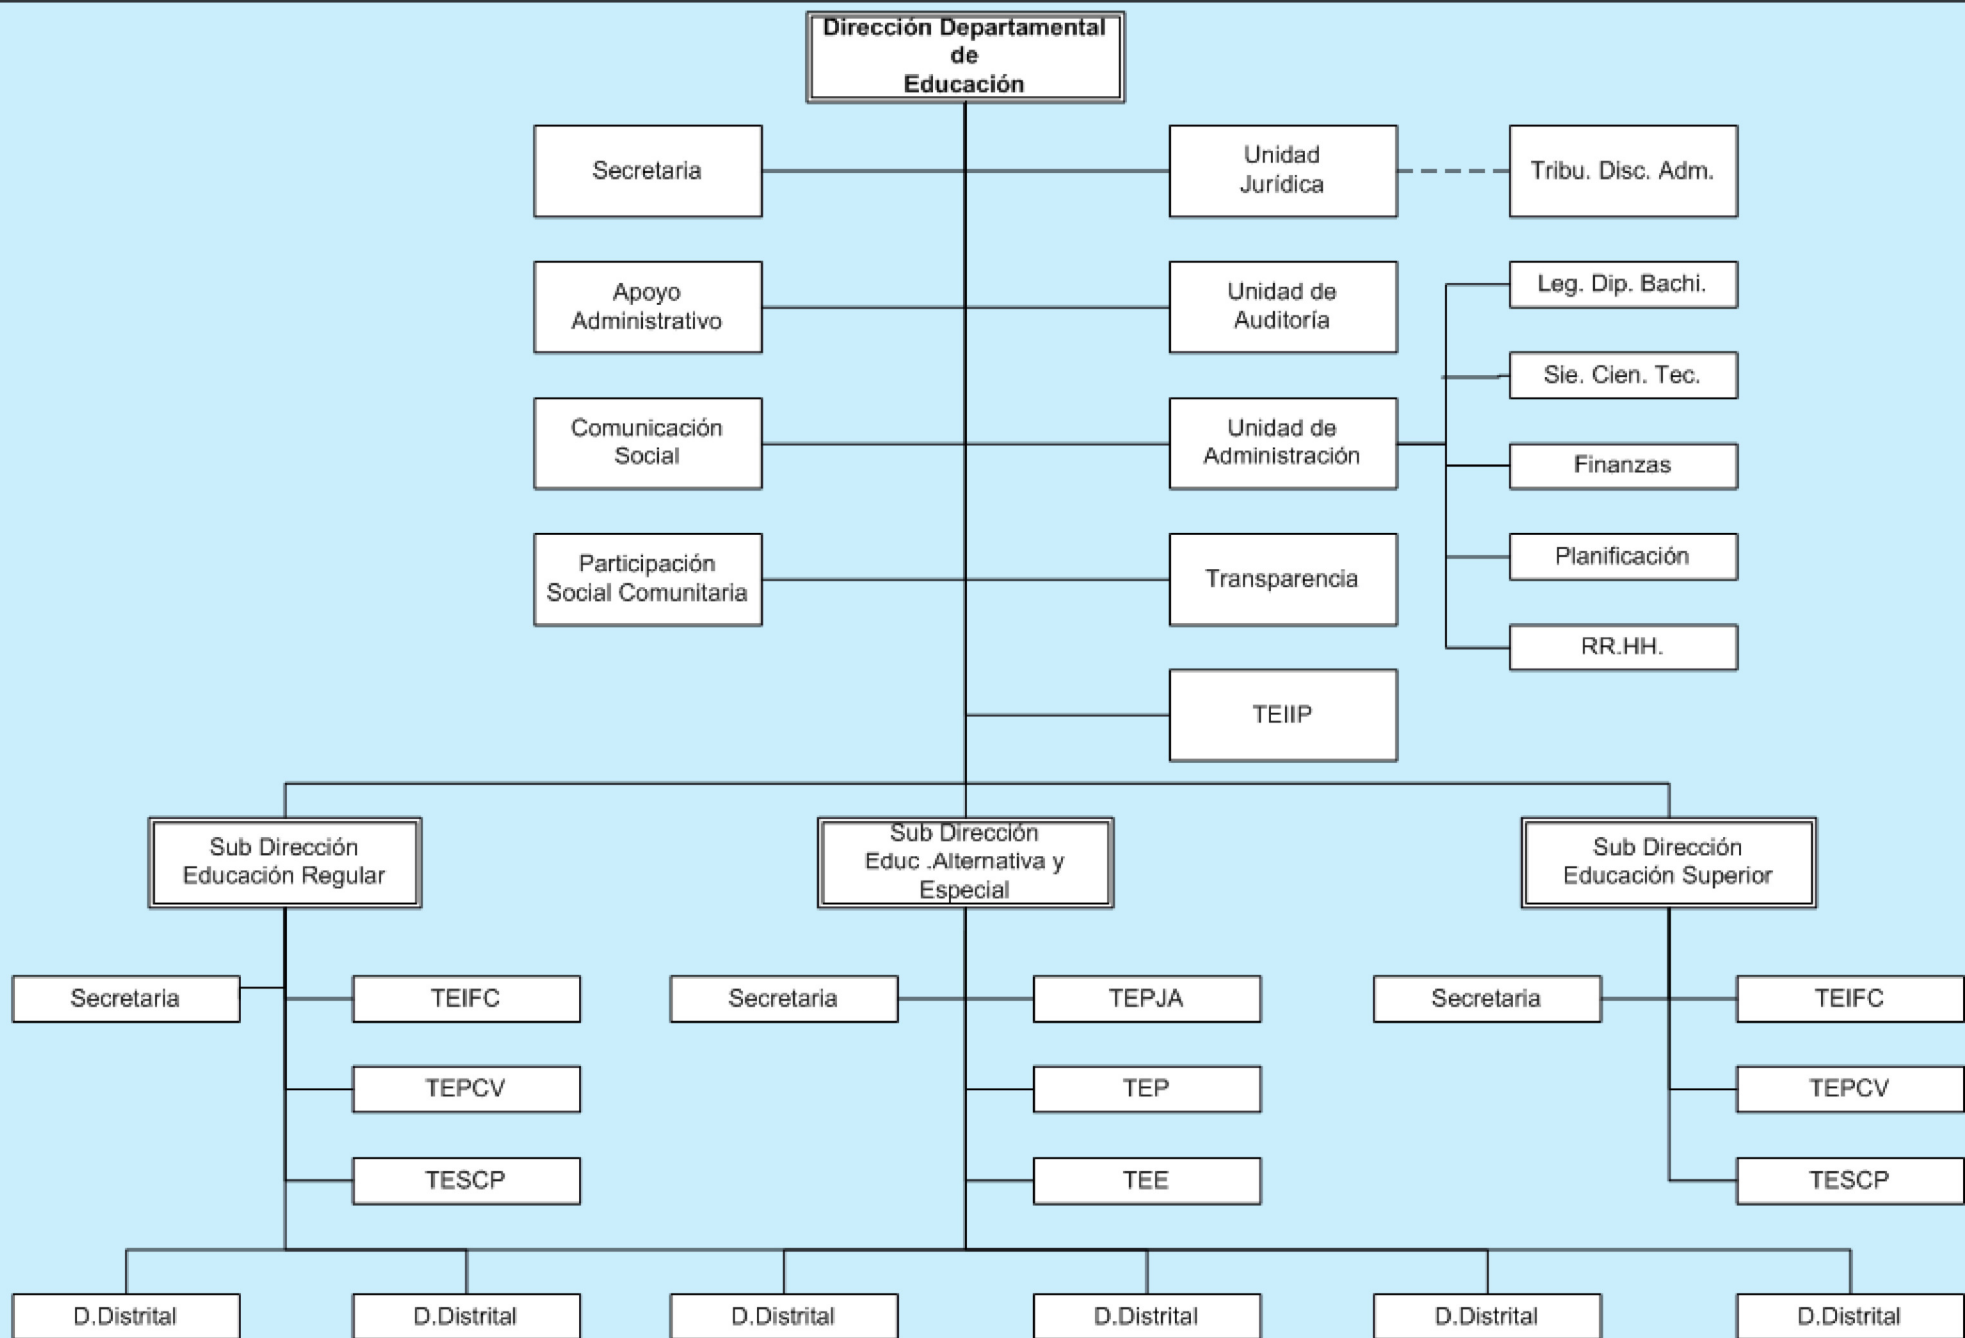 Dirección Departamental
de
Educación
Secretaria
Unidad
Jurídica
Tribu. Disc. Adm.
Apoyo
Administrativo
Unidad de
Auditoría
Leg. Dip. Bachi.
Sie. Cien. Tec.
Comunicación
Social
Unidad de
Administración
Finanzas
Planificación
Participación
Social Comunitaria
Transparencia
RR.HH.
TEIIP
Sub Dirección
Educación Regular
Sub Dirección
Educ .Alternativa y
Especial
Sub Dirección
Educación Superior
Secretaria
TEIFC
Secretaria
TEPJA
Secretaria
TEIFC
TEPCV
TEP
TEPCV
TESCP
TEE
TESCP
D.Distrital
D.Distrital
D.Distrital
D.Distrital
D.Distrital
D.Distrital